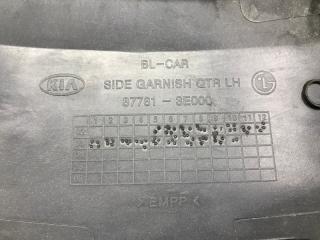 BL-CAR
KIA SIDE GARNISH QTR LH
87781-3E000
1 2 3 4 5 6 7 8 9 10 11 12
>EMPP<